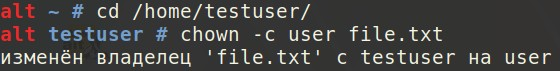 alt ~ # cd /home/testuser/
alt testuser # chown -c user file.txt
изменён владелец 'file.txt' с testuser на user